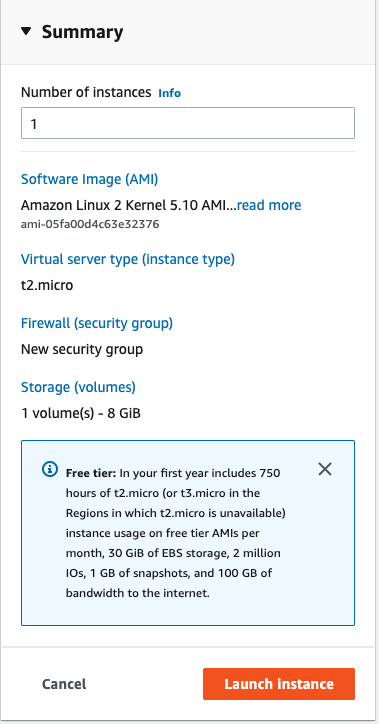 Summary
Number of instances Info
1
Software Image (AMI)
Amazon Linux 2 Kernel 5.10 AMI...read more
ami-05fa00d4c63e32376
Virtual server type (instance type)
t2.micro
Firewall (security group)
New security group
Storage (volumes)
1 volume(s) - 8 GiB
Free tier: In your first year includes 750
hours of t2.micro (or t3.micro in the
Regions in which t2.micro is unavailable)
instance usage on free tier AMIs per
month, 30 GiB of EBS storage, 2 million
IOs, 1 GB of snapshots, and 100 GB of
bandwidth to the internet.
Cancel Launch instance